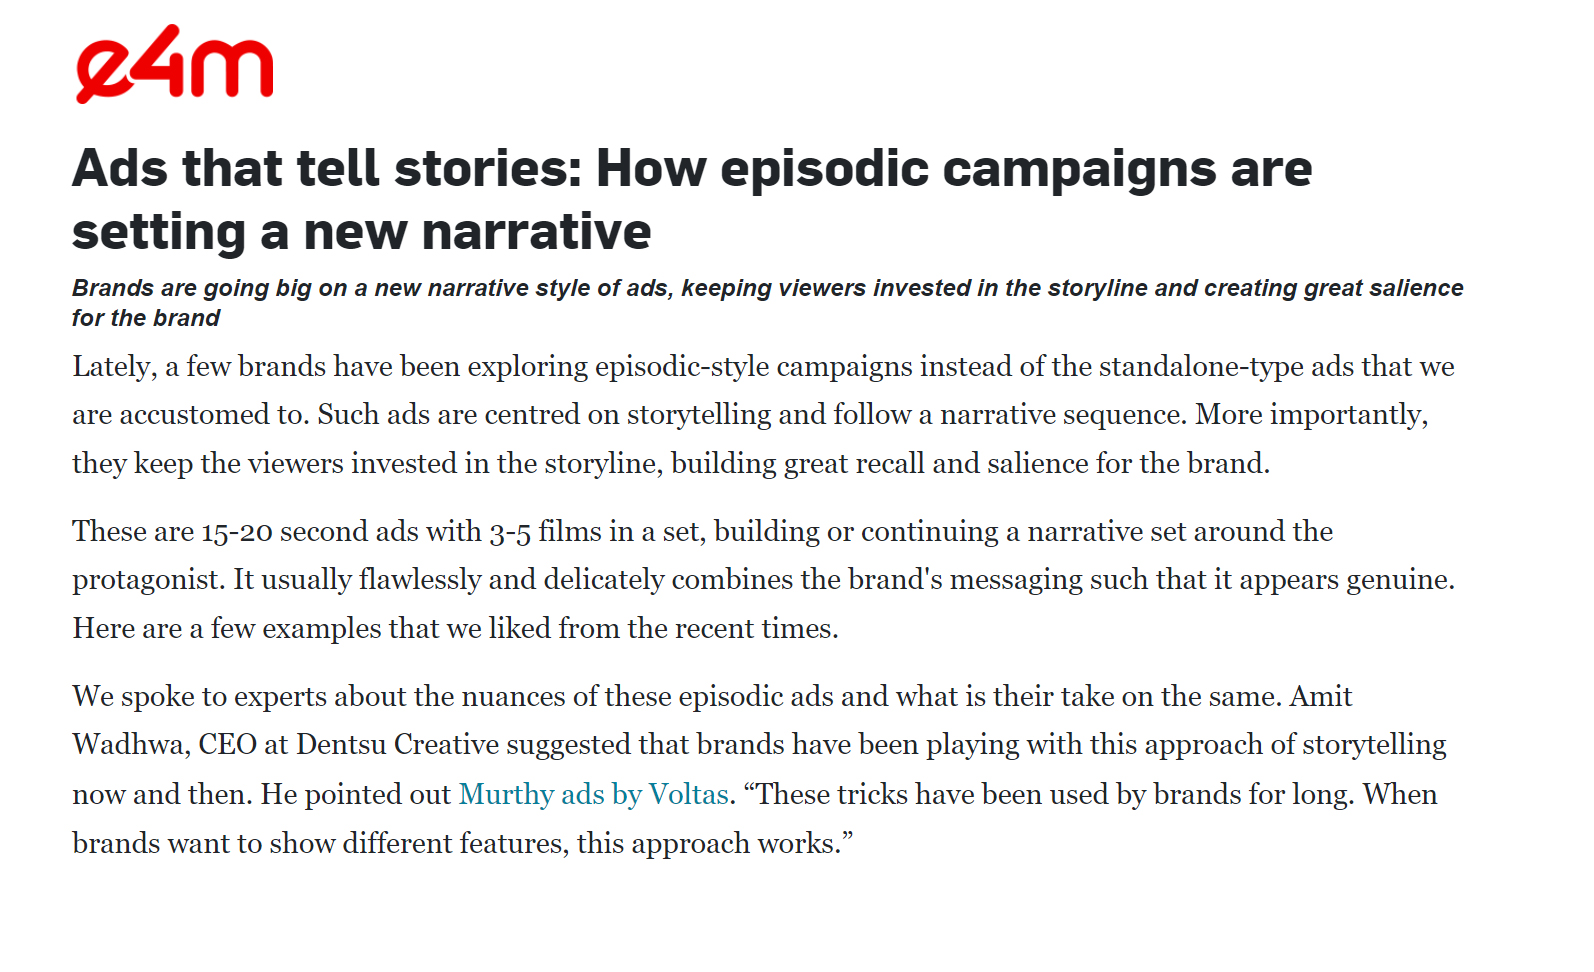 e4m
Ads that tell stories: How episodic campaigns are
setting a new narrative
Brands are going big on a new narrative style of ads, keeping viewers invested in the storyline and creating great salience
for the brand
Lately, a few brands have been exploring episodic-style campaigns instead of the standalone-type ads that we
are accustomed to. Such ads are centred on storytelling and follow a narrative sequence. More importantly,
they keep the viewers invested in the storyline, building great recall and salience for the brand.
These are 15-20 second ads with 3-5 films in a set, building or continuing a narrative set around the
protagonist. It usually flawlessly and delicately combines the brand's messaging such that it appears genuine.
Here are a few examples that we liked from the recent times.
We spoke to experts about the nuances of these episodic ads and what is their take on the same. Amit
Wadhwa, CEO at Dentsu Creative suggested that brands have been playing with this approach of storytelling
now and then. He pointed out Murthy ads by Voltas. “These tricks have been used by brands for long. When
brands want to show different features, this approach works.”